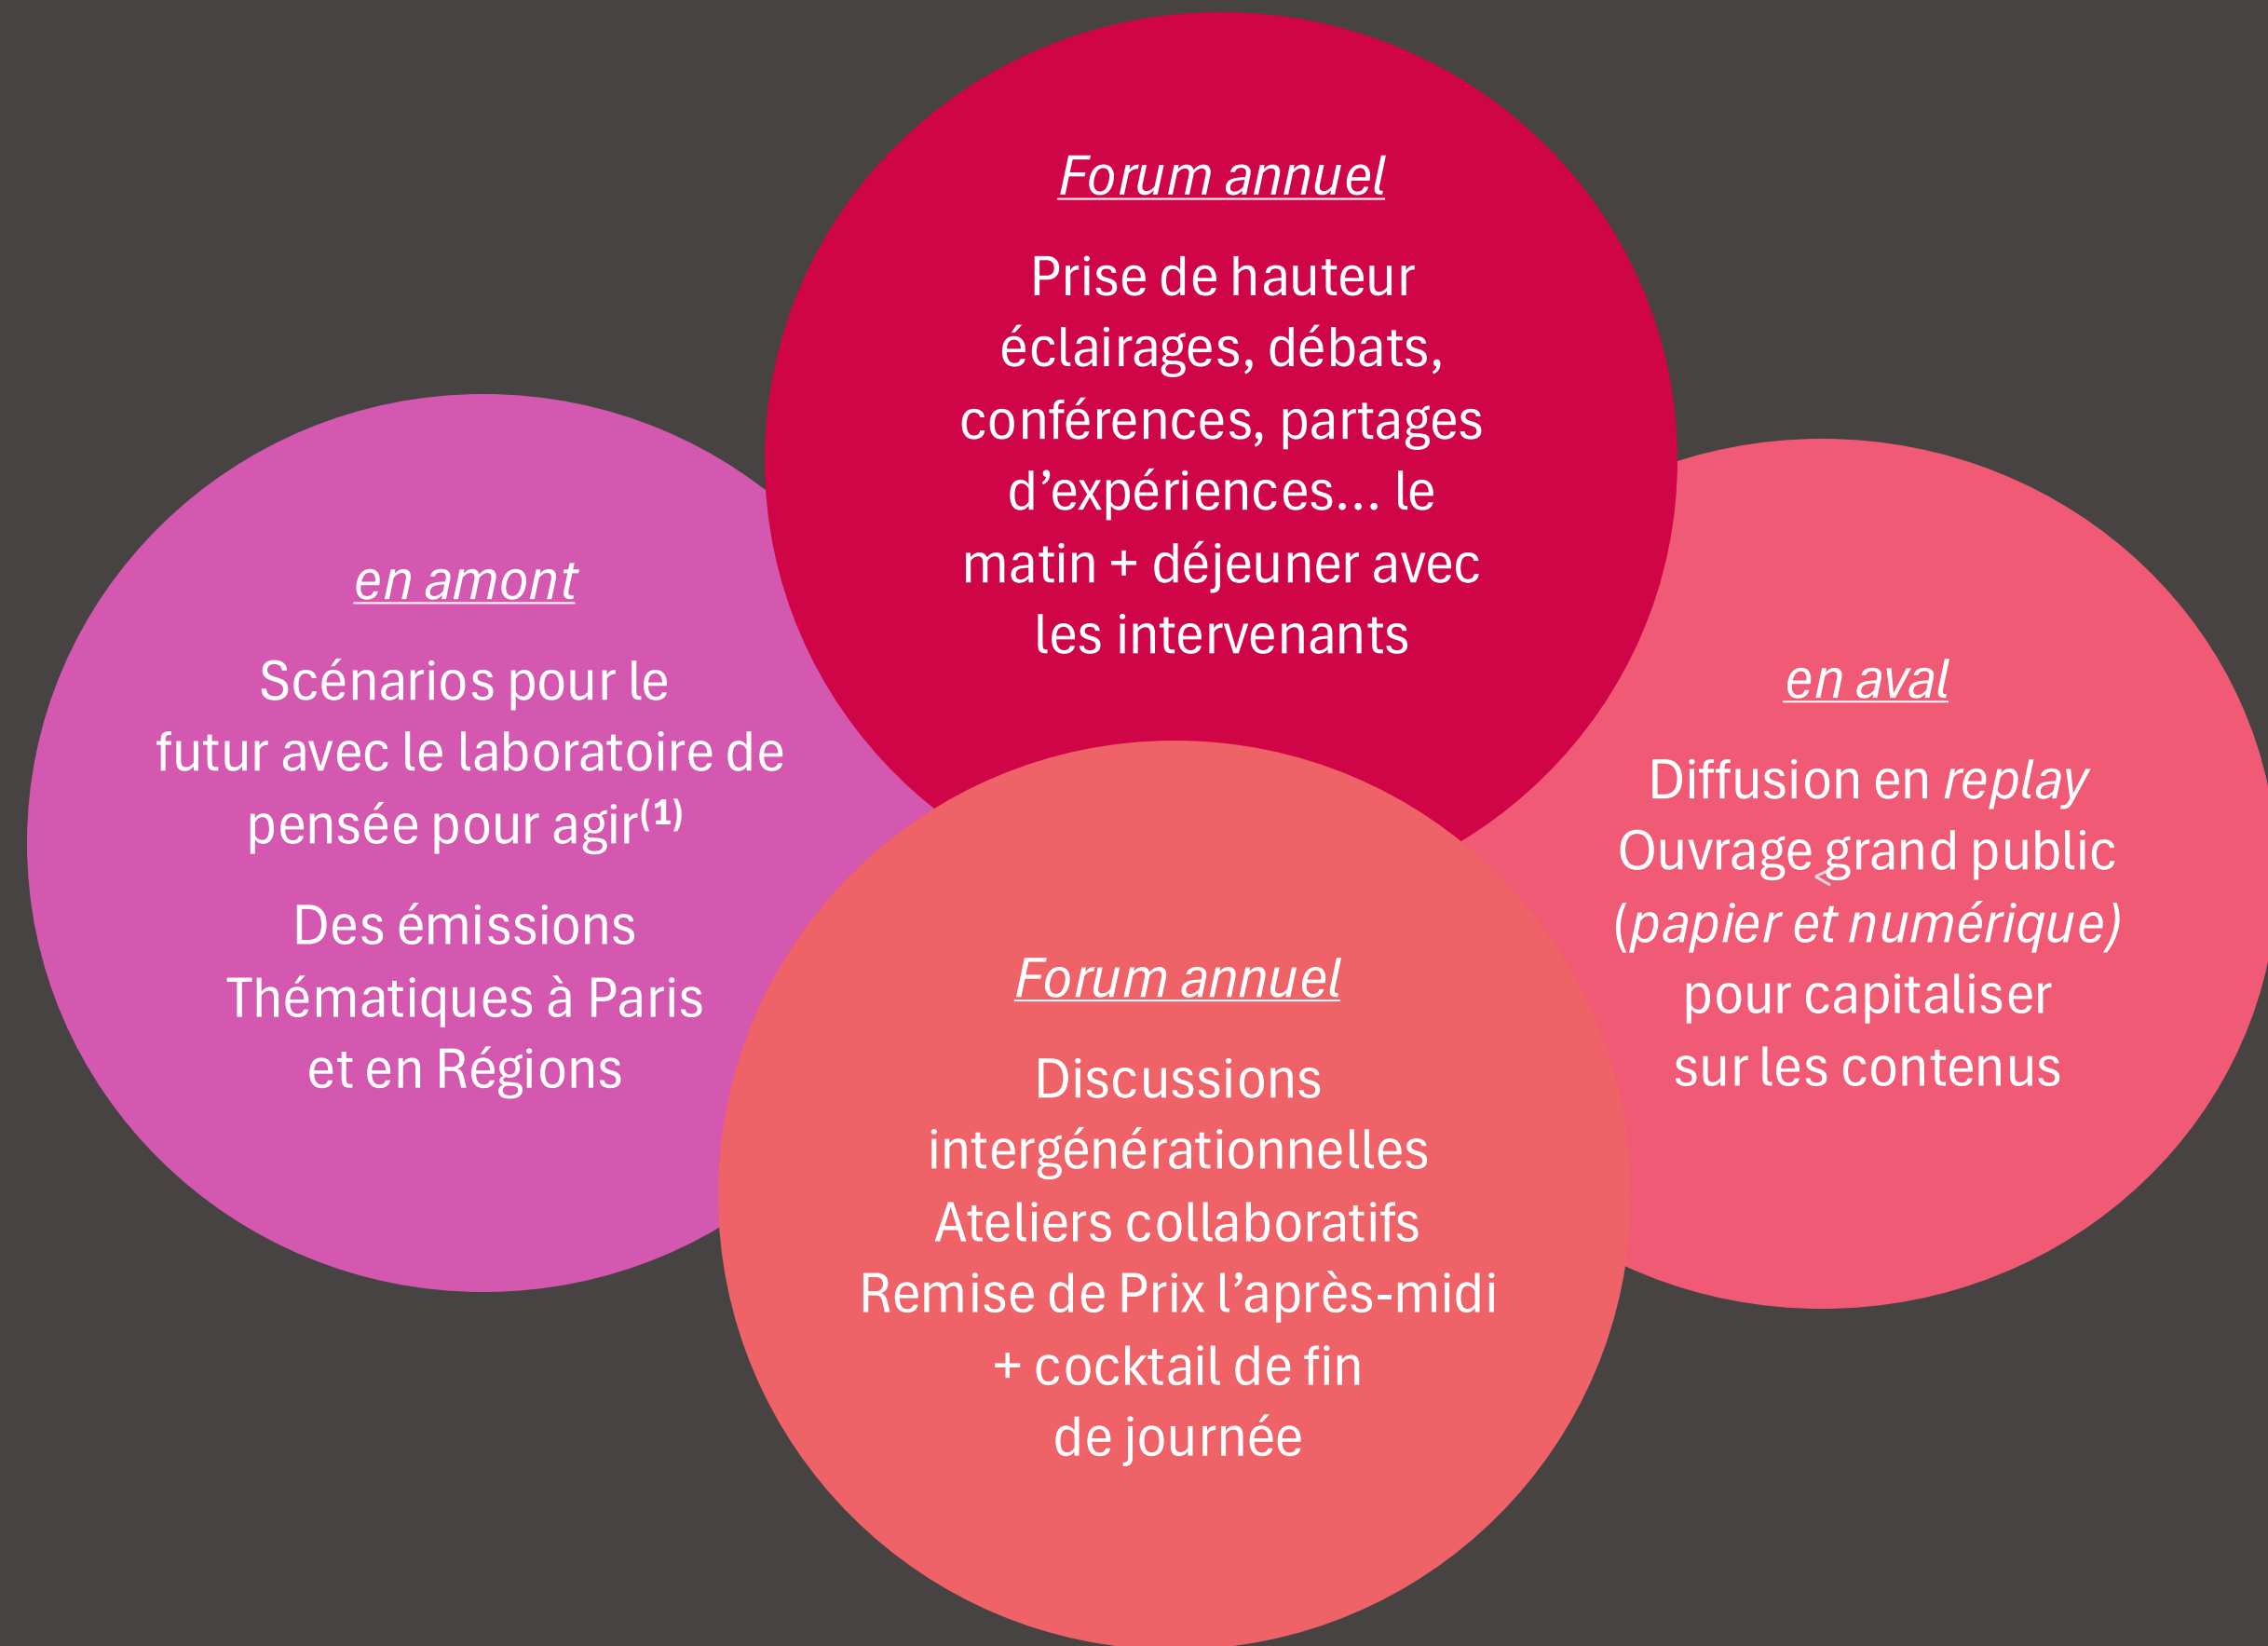 en amont
Scénarios pour le
futur avec le laboratoire de
pensée pour agir(1)
Des émissions
Thématiques à Paris
et en Régions
Forum annuel
Prise de hauteur
éclairages, débats,
conférences, partages
d’expériences... le
matin + déjeuner avec
les intervenants
Forum annuel
Discussions
intergénérationnelles
Ateliers collaboratifs
Remise de Prix l’après-midi
+ cocktail de fin
de journée
en aval
Diffusion en replay
Ouvrage grand public
(papier et numérique)
pour capitaliser
sur les contenus